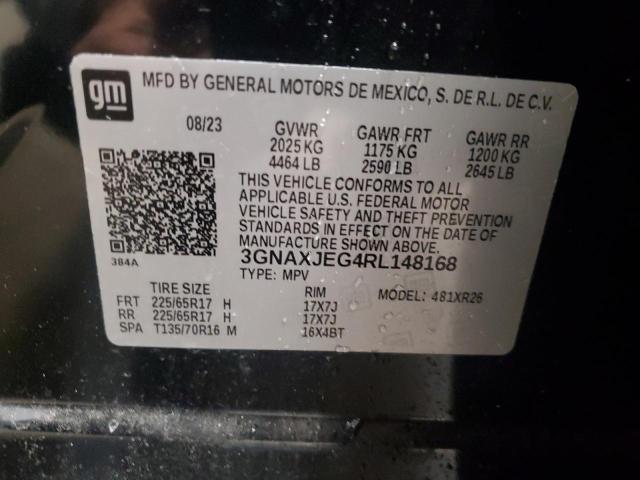 gm
MFD BY GENERAL MOTORS DE MEXICO, S. DE R.L. DE C.V.
08/23 GVWR GAWR FRT GAWR RR
2025 KG 1175 KG 1200 KG
4464 LB 2590 LB 2645 LB
THIS VEHICLE CONFORMS TO ALL
APPLICABLE U.S. FEDERAL MOTOR
VEHICLE SAFETY AND THEFT PREVENTION
STANDARDS IN EFFECT ON THE DATE OF
MANUFACTURE SHOWN ABOVE.
384A
3GNAXJEG4RL148168
TYPE: MPV
TIRE SIZE RIM MODEL: 481XR26
FRT 225/65R17 H 17X7J
RR 225/65R17 H 17X7J
SPA T135/70R16 M 16X4BT